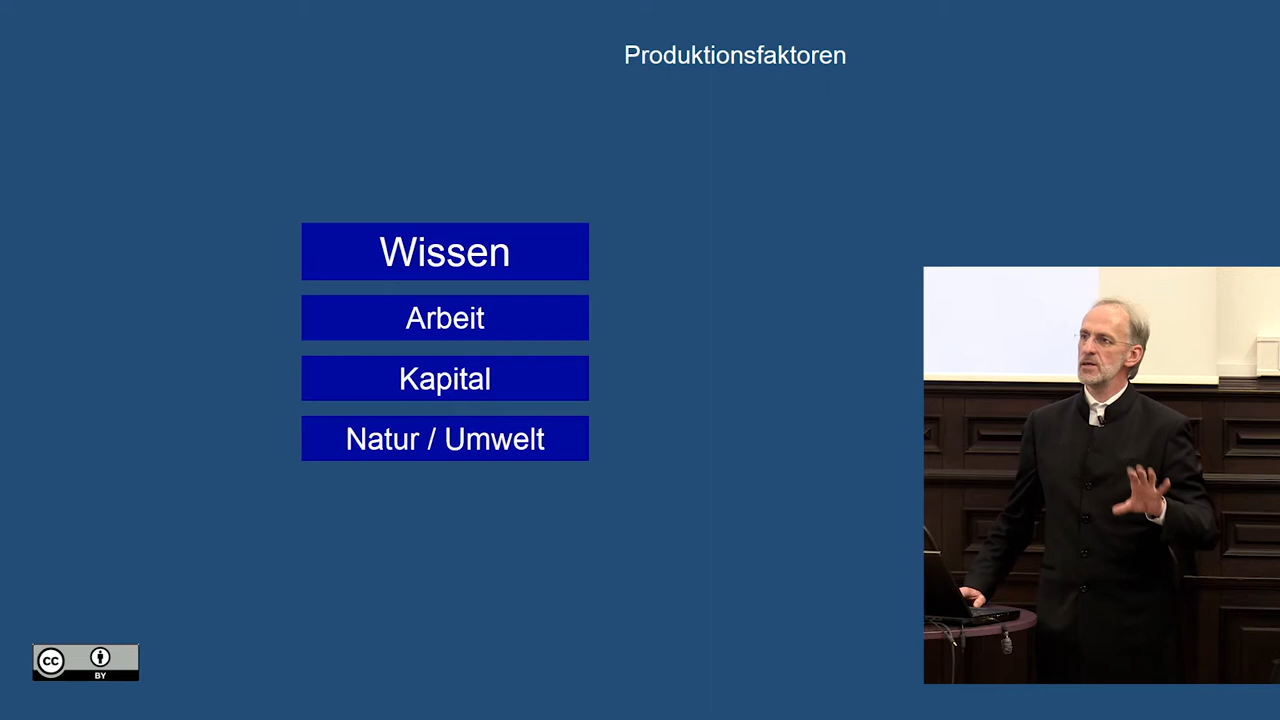 Produktionsfaktoren
Wissen
Arbeit
Kapital
Natur / Umwelt
CC
BY